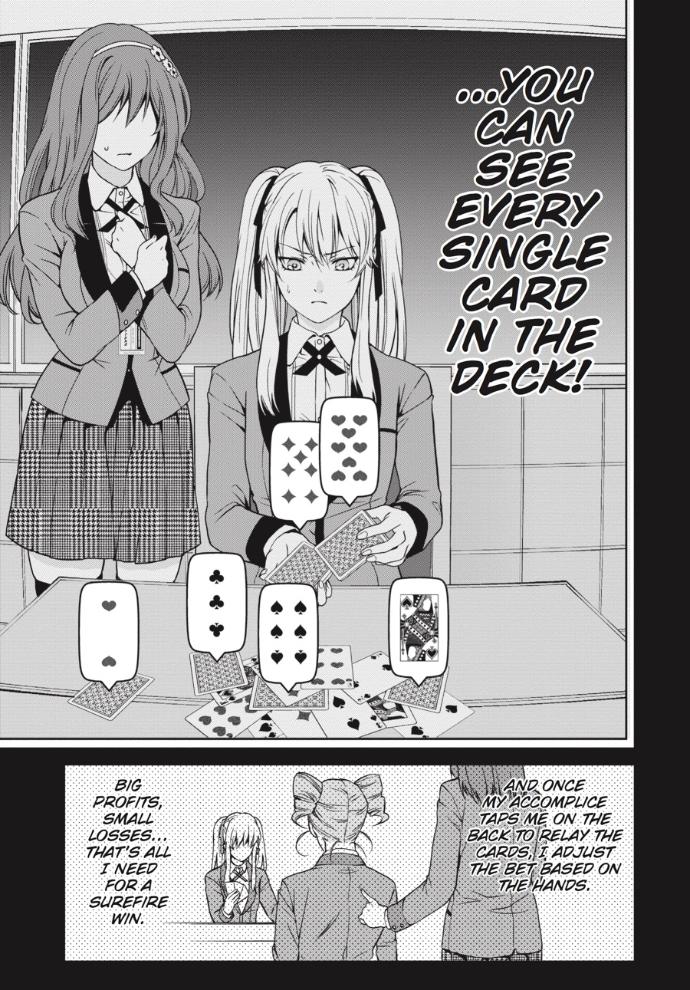 ...YOU
CAN
SEE
EVERY
SINGLE
CARD
IN THE
DECK!
AND ONCE
MY ACCOMPLICE
TAPS ME ON THE
BACK TO RELAY THE
CARDS, I ADJUST
THE BET BASED ON
THE HANDS.
BIG
PROFITS,
SMALL
LOSSES...
THAT'S ALL
I NEED
FOR A
SUREFIRE
WIN.